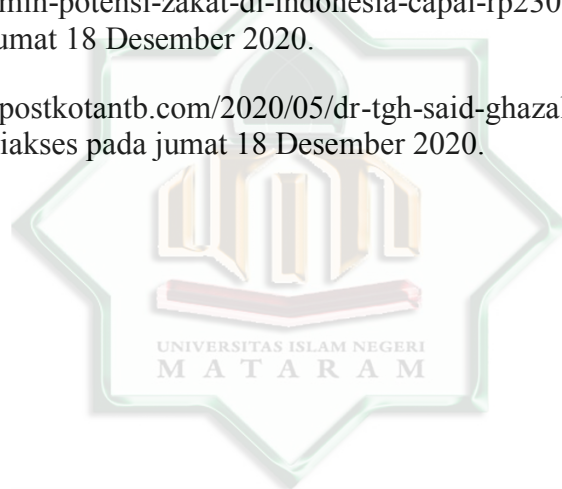 min-potensi-zakat-di-indonesia-capai-rp230
umat 18 Desember 2020.
postkotantb.com/2020/05/dr-tgh-said-ghazal
iakses pada jumat 18 Desember 2020.
UNIVERSITAS ISLAM NEGERI
MATARAM